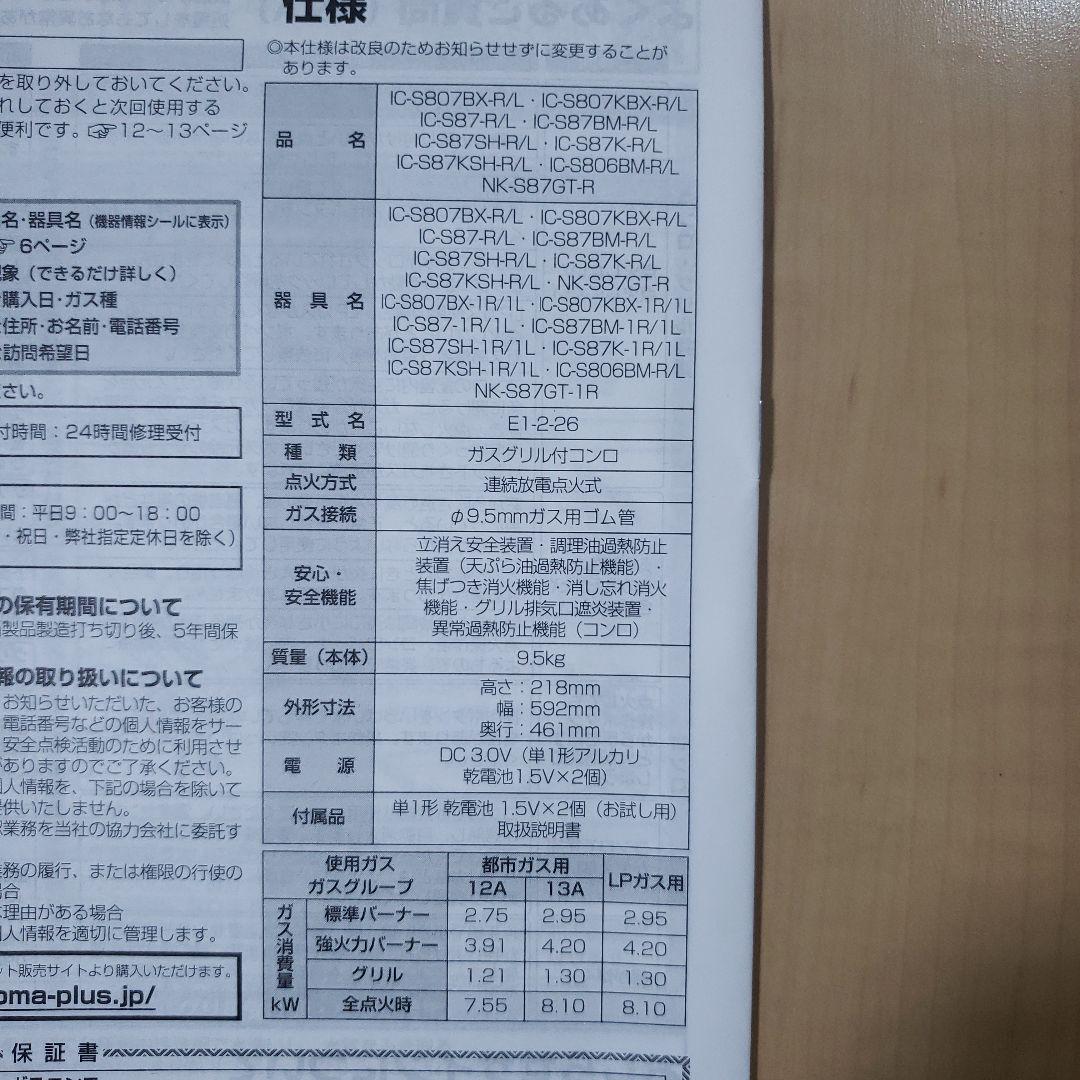 を取り外しておいてください。
れしておくと次回使用する
便利です。☞12〜13ページ
名・器具名（機器情報シールに表示）
☞6ページ
象（できるだけ詳しく）
購入日・ガス種
住所・お名前・電話番号
訪問希望日
さい。
付時間：24時間修理受付
間：平日9：00〜18：00
・祝日・弊社指定定休日を除く）
の保有期間について
製品製造打ち切り後、5年間保
報の取り扱いについて
お知らせいただいた、お客様の
電話番号などの個人情報をサー
安全点検活動のために利用させ
がありますのでご了承ください。
個人情報を、下記の場合を除いて
提供いたしません。
業務を当社の協力会社に委託す
業務の履行、または権限の行使の
場合
理由がある場合
個人情報を適切に管理します。
ット販売サイトより購入いただけます。
oma-plus.jp/
保証書
仕様
◎本仕様は改良のためお知らせせずに変更することが
あります。
品名
IC-S807BX-R/L・IC-S807KBX-R/L
IC-S87-R/L・IC-S87BM-R/L
IC-S87SH-R/L・IC-S87K-R/L
IC-S87KSH-R/L・IC-S806BM-R/L
NK-S87GT-R
器具名
IC-S807BX-R/L・IC-S807KBX-R/L
IC-S87-R/L・IC-S87BM-R/L
IC-S87SH-R/L・iC-S87K-R/L
IC-S87KSH-R/L・NK-S87GT-R
IC-S807BX-1R/1L・IC-S807KBX-1R/1L
IC-S87-1R/1L・IC-S87BM-1R/1L
IC-S87SH-1R/1L・IC-S87K-1R/1L
IC-S87KSH-1R/1L・IC-S806BM-R/L
NK-S87GT-1R
型式名 E1-2-26
種類 ガスグリル付コンロ
点火方式 連続放電点火式
ガス接続 φ9.5mmガス用ゴム管
安心・
安全機能
立消え安全装置・調理油過熱防止
装置（天ぷら油過熱防止機能）・
焦げつき消火機能・消し忘れ消火
機能・グリル排気口遮炎装置・
異常過熱防止機能（コンロ）
質量（本体） 9.5kg
外形寸法
高さ：218mm
幅：592mm
奥行：461mm
電源
DC 3.0V（単1形アルカリ
乾電池1.5V×2個）
付属品
単1形 乾電池 1.5V×2個（お試し用）
取扱説明書
使用ガス 都市ガス用 LPガス用
ガスグループ 12A 13A
ガス消費量 kW
標準バーナー 2.75 2.95 2.95
強火力バーナー 3.91 4.20 4.20
グリル 1.21 1.30 1.30
全点火時 7.55 8.10 8.10